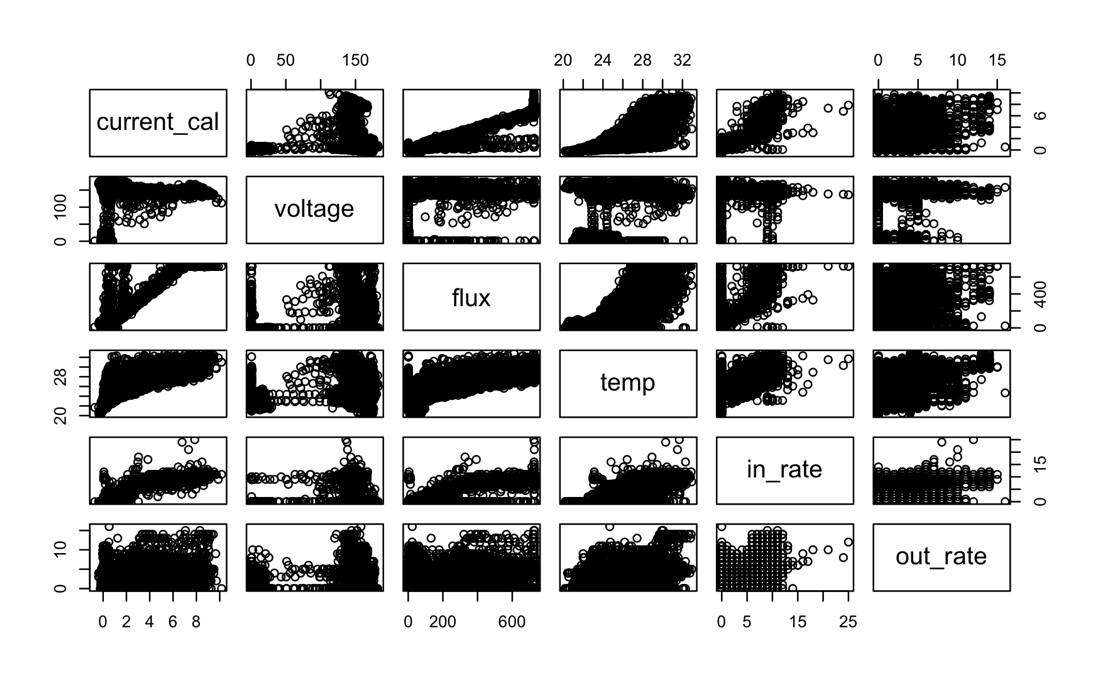 0 50 150 20 24 28 32 0 5 10 15
current_cal 0 6
0 100 voltage
flux 0 400
20 28 temp
in_rate 0 15
0 10 out_rate
0 2 4 6 8 0 200 600 0 5 15 25